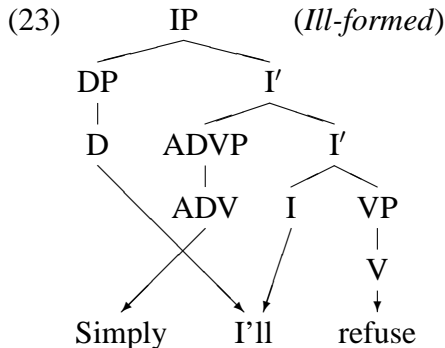 (23) IP (Ill-formed)
DP I′
D ADVP I′
ADV I VP
V
Simply I'll refuse